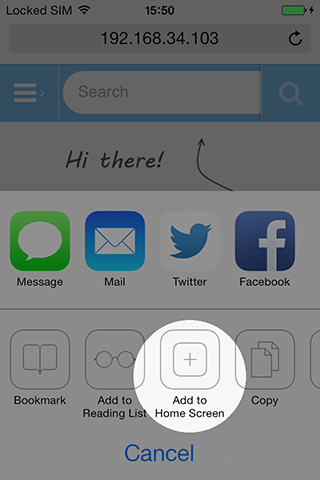 Locked SIM 15:50
192.168.34.103
Search
Hi there!
Message Mail Twitter Facebook
Bookmark Add to Reading List Add to Home Screen Copy
Cancel